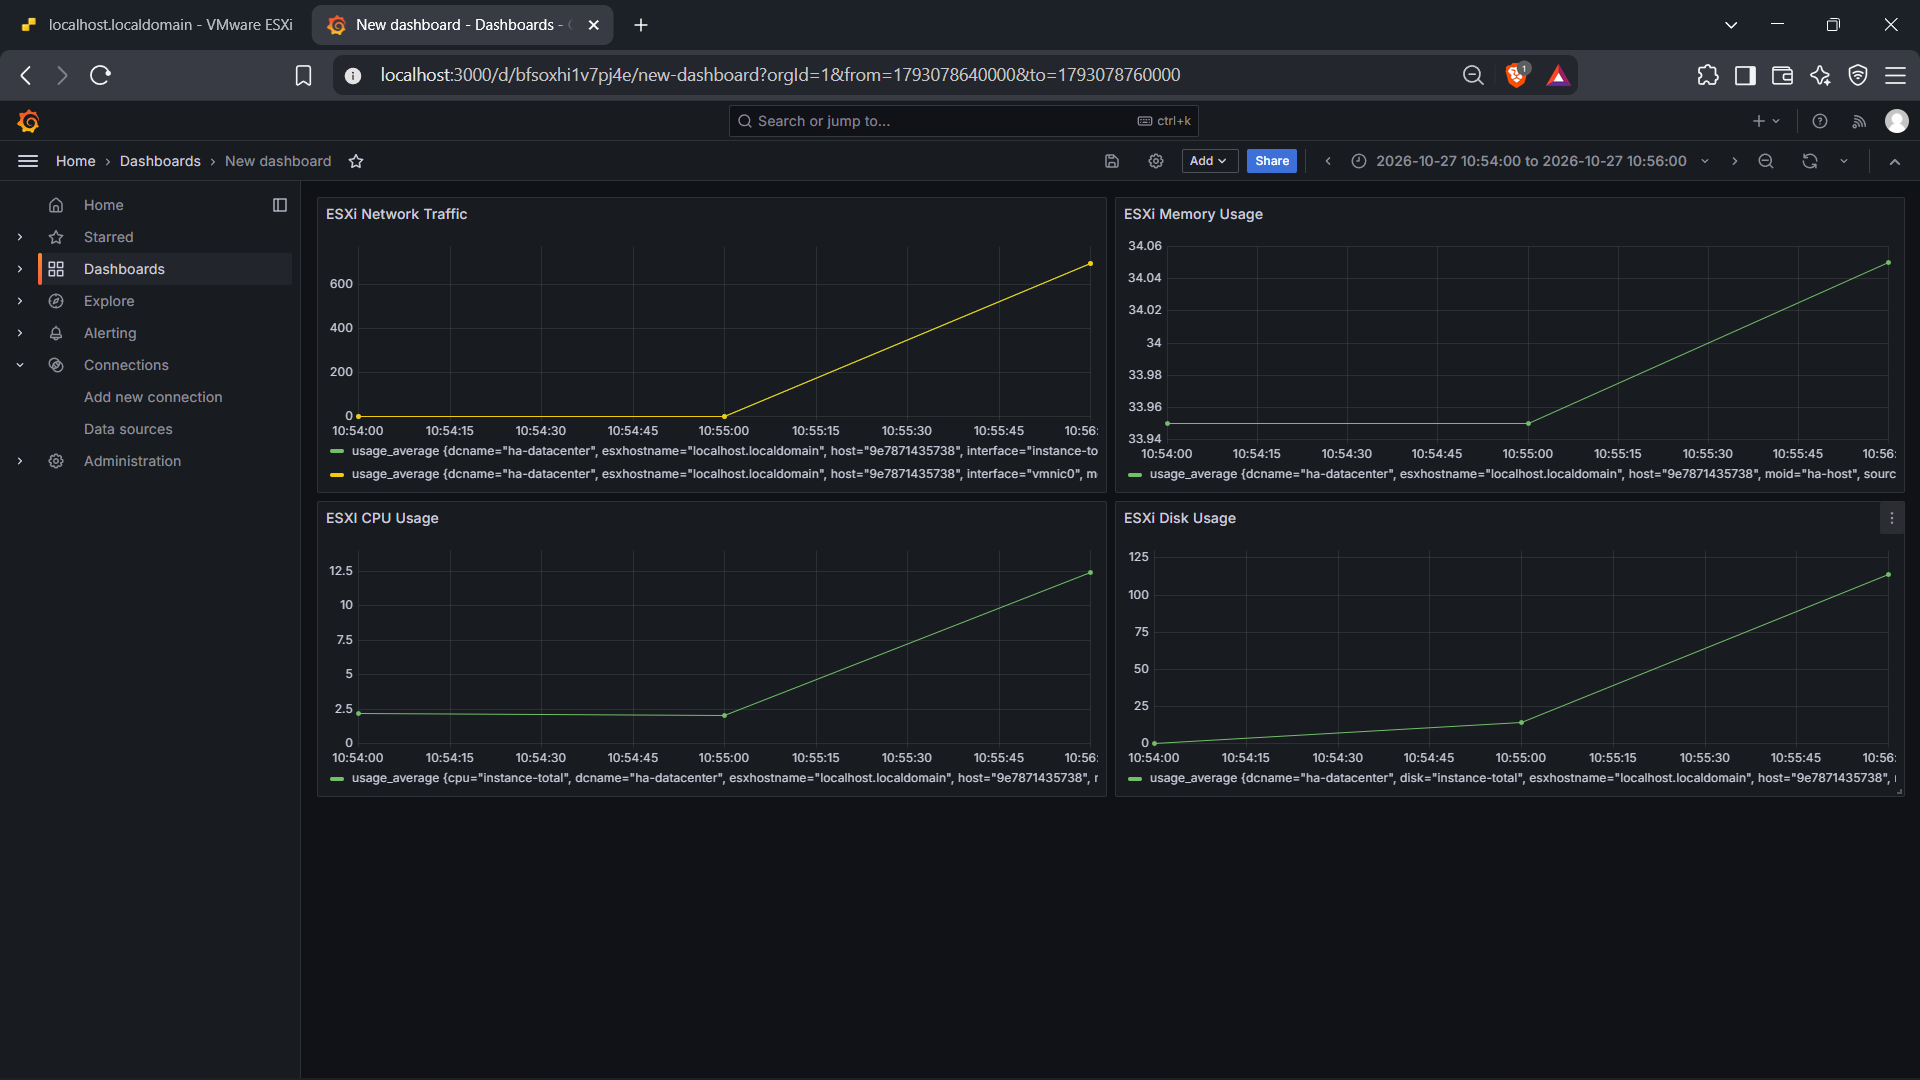 localhost.localdomain - VMware ESXi
New dashboard - Dashboards -
localhost:3000/d/bfsoxhi1v7pj4e/new-dashboard?orgId=1&from=1793078640000&to=1793078760000
1
Search or jump to...
ctrl+k
Home
Dashboards
New dashboard
Add
Share
2026-10-27 10:54:00 to 2026-10-27 10:56:00
Home
Starred
Dashboards
Explore
Alerting
Connections
Add new connection
Data sources
Administration
ESXi Network Traffic
600
400
200
0
10:54:00 10:54:15 10:54:30 10:54:45 10:55:00 10:55:15 10:55:30 10:55:45 10:56:
usage_average {dcname="ha-datacenter", esxhostname="localhost.localdomain", host="9e7871435738", interface="instance-to
usage_average {dcname="ha-datacenter", esxhostname="localhost.localdomain", host="9e7871435738", interface="vmnic0", m
ESXi Memory Usage
34.06
34.04
34.02
34
33.98
33.96
33.94
10:54:00 10:54:15 10:54:30 10:54:45 10:55:00 10:55:15 10:55:30 10:55:45 10:56:
usage_average {dcname="ha-datacenter", esxhostname="localhost.localdomain", host="9e7871435738", moid="ha-host", sourc
ESXI CPU Usage
12.5
10
7.5
5
2.5
0
10:54:00 10:54:15 10:54:30 10:54:45 10:55:00 10:55:15 10:55:30 10:55:45 10:56:
usage_average {cpu="instance-total", dcname="ha-datacenter", esxhostname="localhost.localdomain", host="9e7871435738",
ESXi Disk Usage
125
100
75
50
25
0
10:54:00 10:54:15 10:54:30 10:54:45 10:55:00 10:55:15 10:55:30 10:55:45 10:56:
usage_average {dcname="ha-datacenter", disk="instance-total", esxhostname="localhost.localdomain", host="9e7871435738",